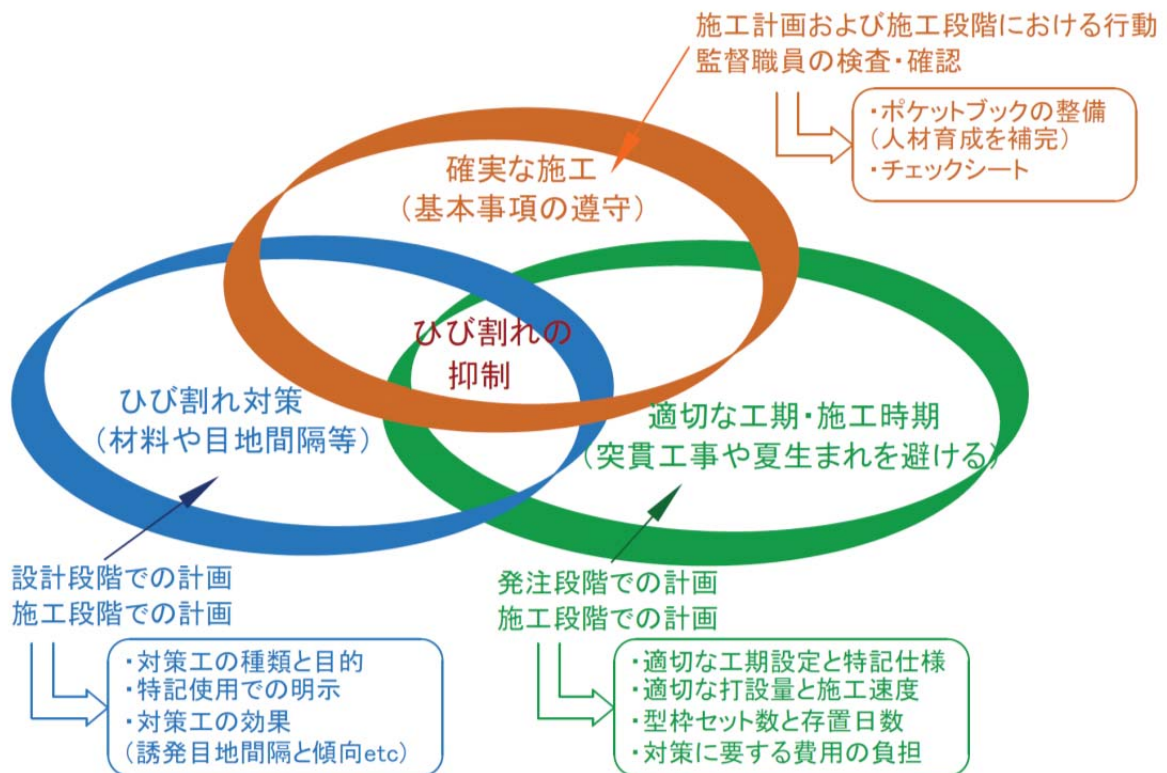 施工計画および施工段階における行動
監督職員の検査・確認
・ポケットブックの整備
(人材育成を補完)
・チェックシート
確実な施工
(基本事項の遵守)
ひび割れの
抑制
ひび割れ対策
(材料や目地間隔等)
適切な工期・施工時期
(突貫工事や夏生まれを避ける)
設計段階での計画
施工段階での計画
・対策工の種類と目的
・特記使用での明示
・対策工の効果
(誘発目地間隔と傾向etc)
発注段階での計画
施工段階での計画
・適切な工期設定と特記仕様
・適切な打設量と施工速度
・型枠セット数と存置日数
・対策に要する費用の負担